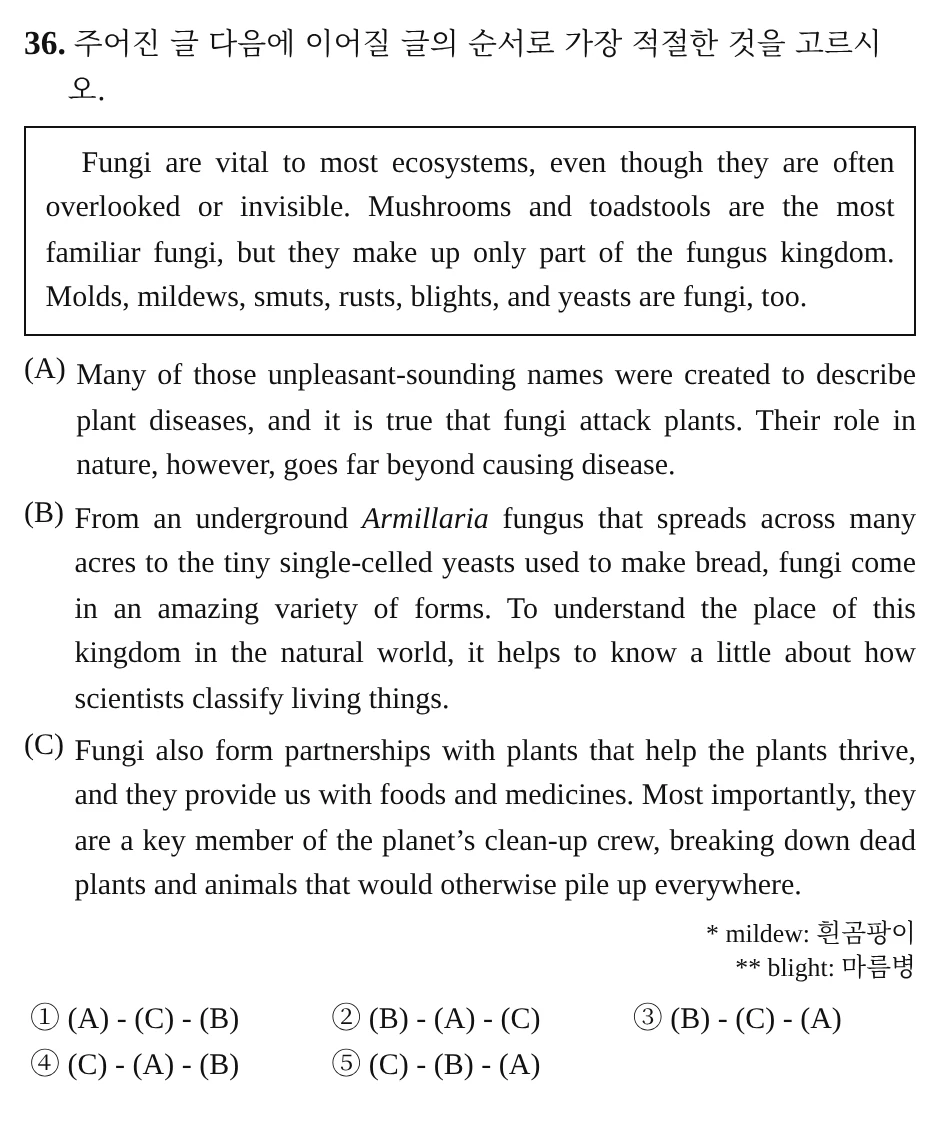 36. 주어진 글 다음에 이어질 글의 순서로 가장 적절한 것을 고르시
오.
Fungi are vital to most ecosystems, even though they are often
overlooked or invisible. Mushrooms and toadstools are the most
familiar fungi, but they make up only part of the fungus kingdom.
Molds, mildews, smuts, rusts, blights, and yeasts are fungi, too.
(A) Many of those unpleasant-sounding names were created to describe
plant diseases, and it is true that fungi attack plants. Their role in
nature, however, goes far beyond causing disease.
(B) From an underground Armillaria fungus that spreads across many
acres to the tiny single-celled yeasts used to make bread, fungi come
in an amazing variety of forms. To understand the place of this
kingdom in the natural world, it helps to know a little about how
scientists classify living things.
(C) Fungi also form partnerships with plants that help the plants thrive,
and they provide us with foods and medicines. Most importantly, they
are a key member of the planet’s clean-up crew, breaking down dead
plants and animals that would otherwise pile up everywhere.
* mildew: 흰곰팡이
** blight: 마름병
① (A) - (C) - (B) ② (B) - (A) - (C) ③ (B) - (C) - (A)
④ (C) - (A) - (B) ⑤ (C) - (B) - (A)